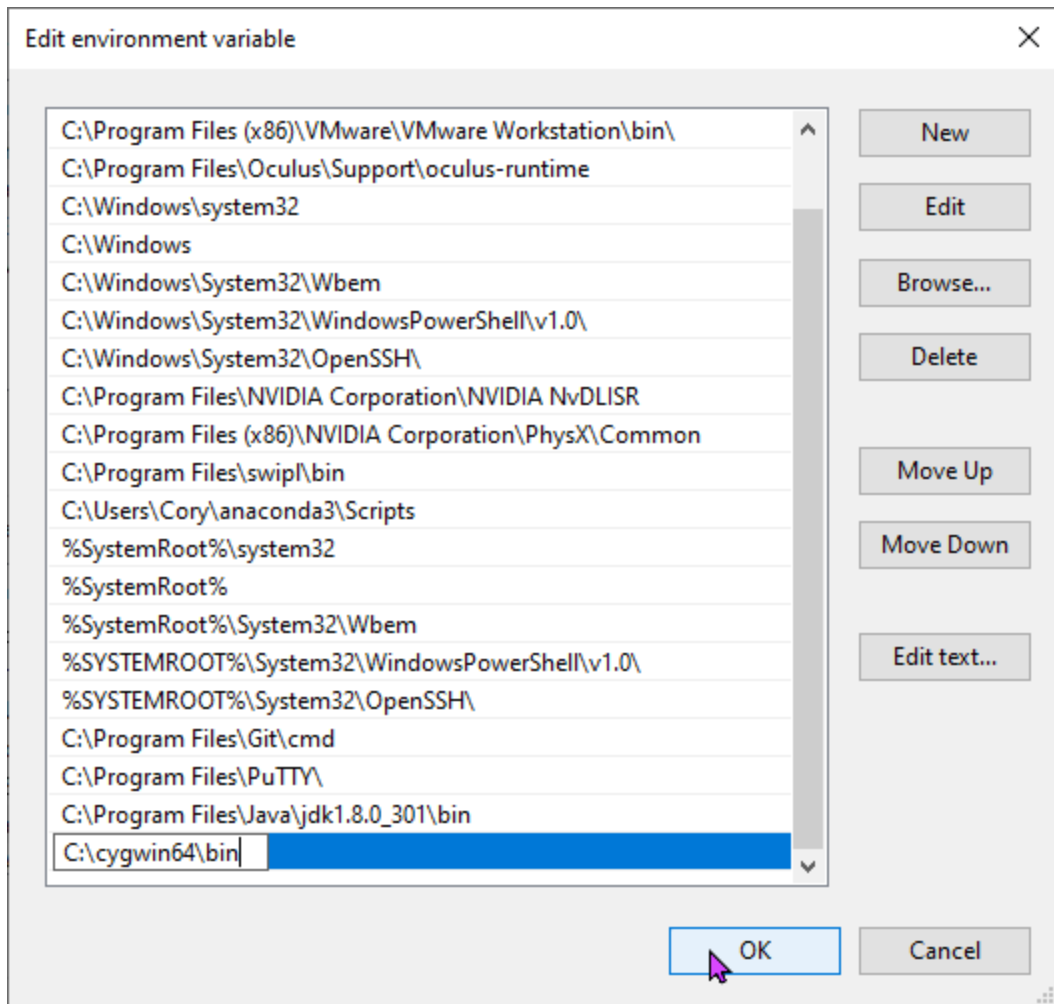 Edit environment variable
C:\Program Files (x86)\VMware\VMware Workstation\bin\
New
C:\Program Files\Oculus\Support\oculus-runtime
C:\Windows\system32
Edit
C:\Windows
C:\Windows\System32\Wbem
Browse...
C:\Windows\System32\WindowsPowerShell\v1.0\
C:\Windows\System32\OpenSSH\
Delete
C:\Program Files\NVIDIA Corporation\NVIDIA NvDLISR
C:\Program Files (x86)\NVIDIA Corporation\PhysX\Common
C:\Program Files\swipl\bin
Move Up
C:\Users\Cory\anaconda3\Scripts
%SystemRoot%\system32
Move Down
%SystemRoot%
%SystemRoot%\System32\Wbem
%SYSTEMROOT%\System32\WindowsPowerShell\v1.0\
Edit text...
%SYSTEMROOT%\System32\OpenSSH\
C:\Program Files\Git\cmd
C:\Program Files\PuTTY\
C:\Program Files\Java\jdk1.8.0_301\bin
C:\cygwin64\bin
OK
Cancel